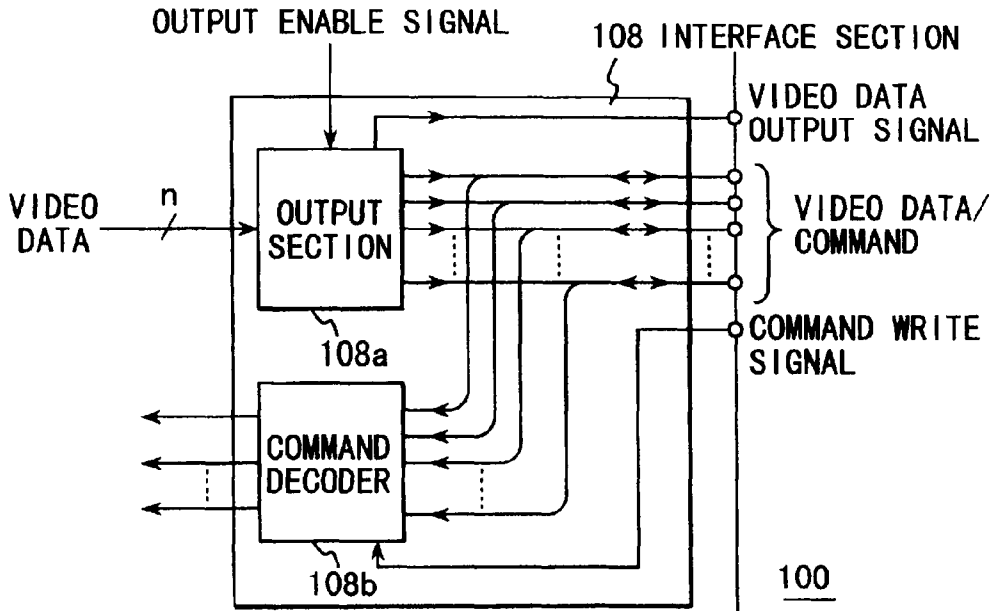 OUTPUT ENABLE SIGNAL
108 INTERFACE SECTION
VIDEO DATA
OUTPUT SIGNAL
n
VIDEO
DATA
OUTPUT
SECTION
VIDEO DATA/
COMMAND
108a
COMMAND WRITE
SIGNAL
COMMAND
DECODER
108b
100